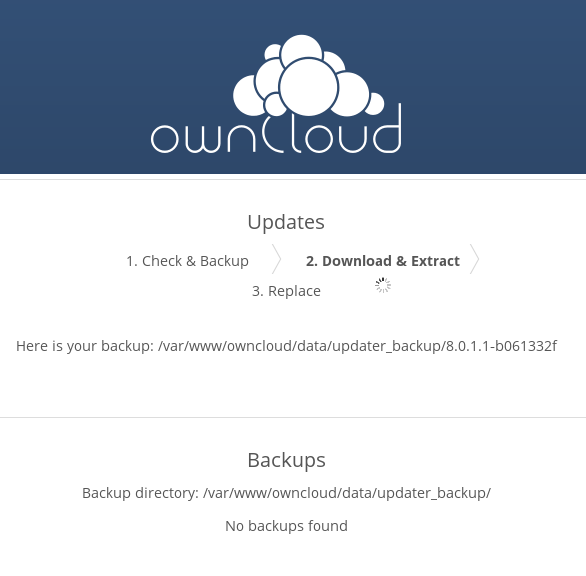 ownCloud
Updates
1. Check & Backup
2. Download & Extract
3. Replace
Here is your backup: /var/www/owncloud/data/updater_backup/8.0.1.1-b061332f
Backups
Backup directory: /var/www/owncloud/data/updater_backup/
No backups found